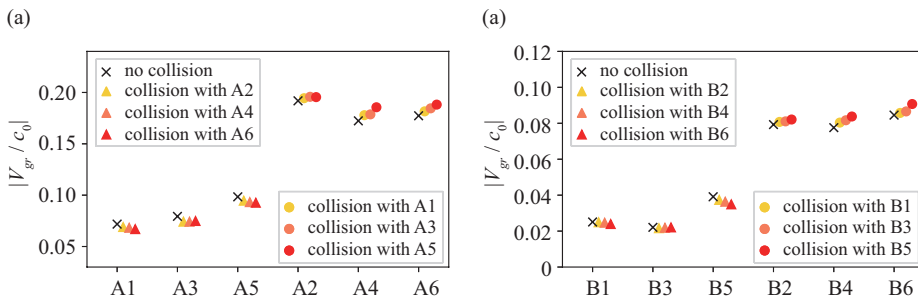 (a)
0.20
0.15
0.10
0.05
|V_gr / c_0|
× no collision
collision with A2
collision with A4
collision with A6
collision with A1
collision with A3
collision with A5
A1 A3 A5 A2 A4 A6
(a)
0.12
0.10
0.08
0.06
0.04
0.02
0
|V_gr / c_0|
× no collision
collision with B2
collision with B4
collision with B6
collision with B1
collision with B3
collision with B5
B1 B3 B5 B2 B4 B6